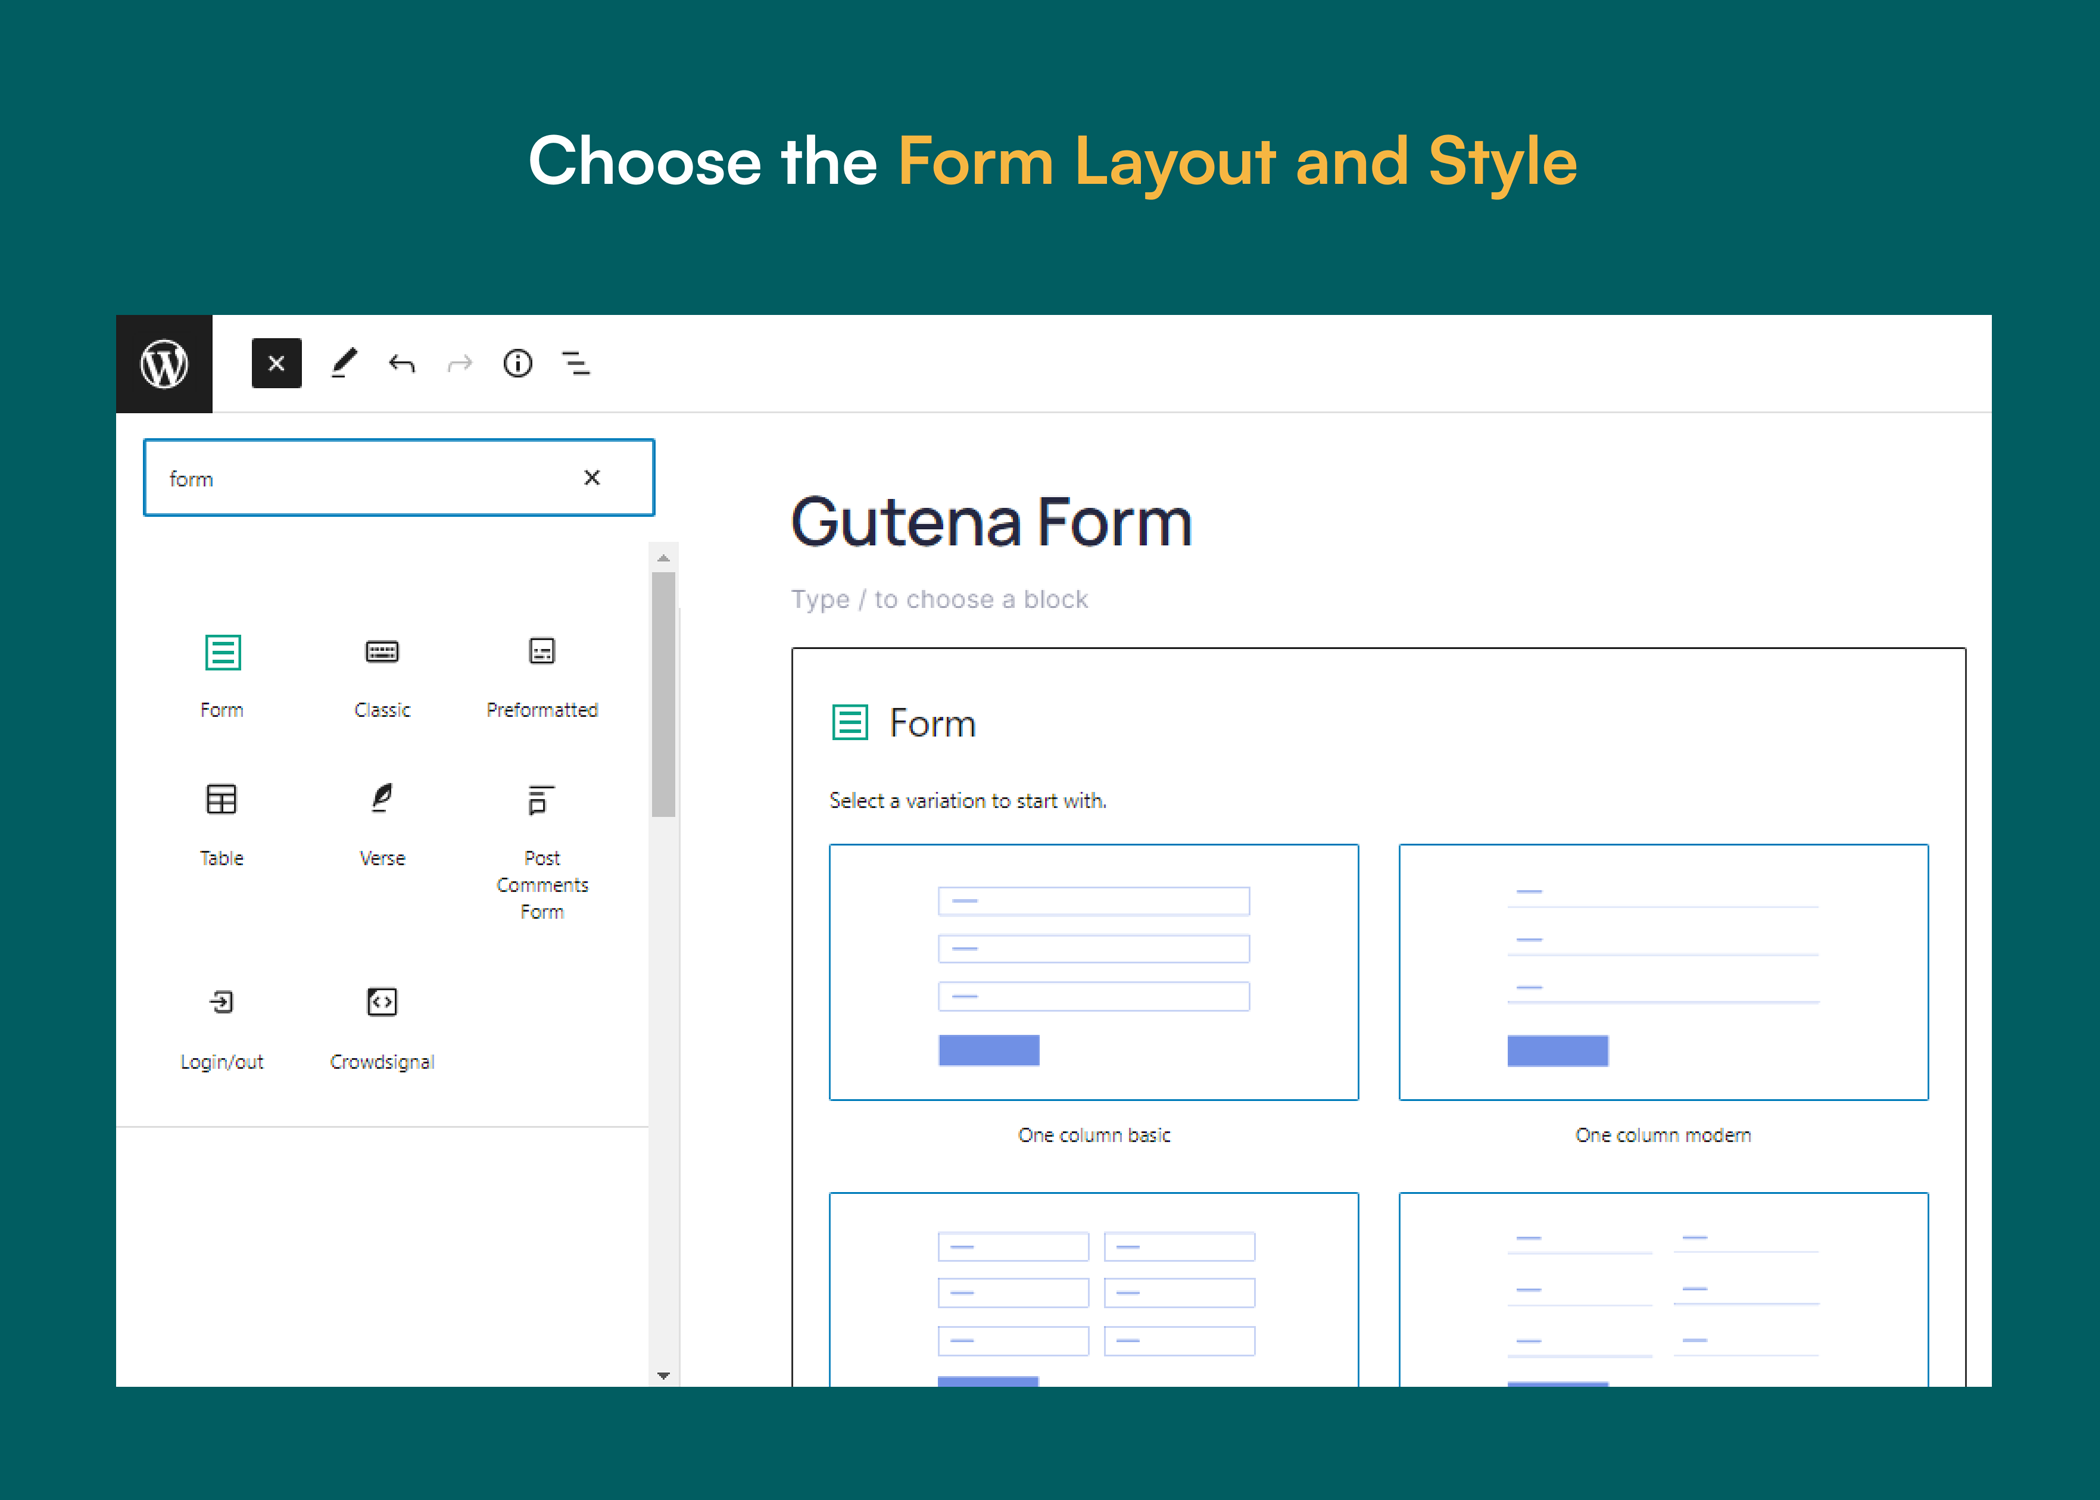 Choose the Form Layout and Style
form
Gutena Form
Type / to choose a block
Form
Classic
Preformatted
Table
Verse
Post
Comments
Form
Login/out
Crowdsignal
Form
Select a variation to start with.
One column basic
One column modern